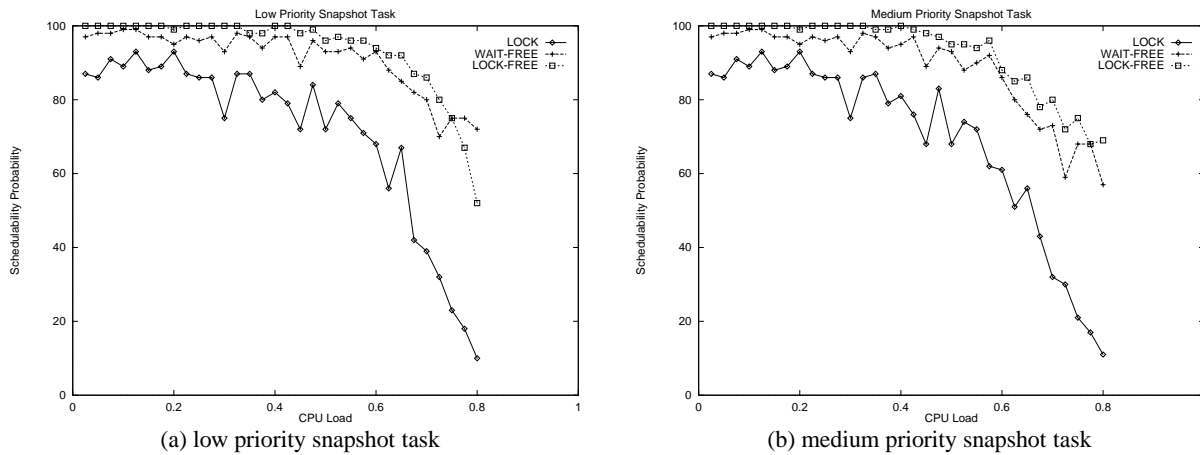 Low Priority Snapshot Task
100
80
60
40
20
0
Schedulability Probability
LOCK
WAIT-FREE
LOCK-FREE
0 0.2 0.4 0.6 0.8 1
CPU Load
(a) low priority snapshot task
Medium Priority Snapshot Task
100
80
60
40
20
0
Schedulability Probability
LOCK
WAIT-FREE
LOCK-FREE
0 0.2 0.4 0.6 0.8
CPU Load
(b) medium priority snapshot task